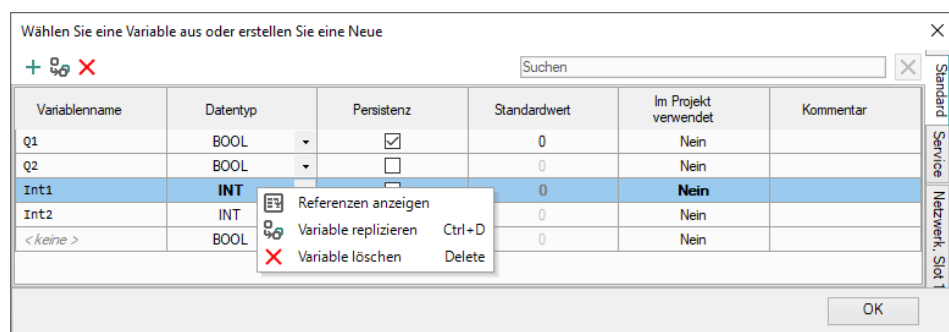 Wählen Sie eine Variable aus oder erstellen Sie eine Neue
Suchen
Variablenname Datentyp Persistenz Standardwert Im Projekt verwendet Kommentar
Q1 BOOL 0 Nein
Q2 BOOL 0 Nein
Int1 INT 0 Nein
Int2 INT 0 Nein
<keine > BOOL 0 Nein
Referenzen anzeigen
Variable replizieren Ctrl+D
Variable löschen Delete
OK
Standard
Service
Netzwerk, Slot 1